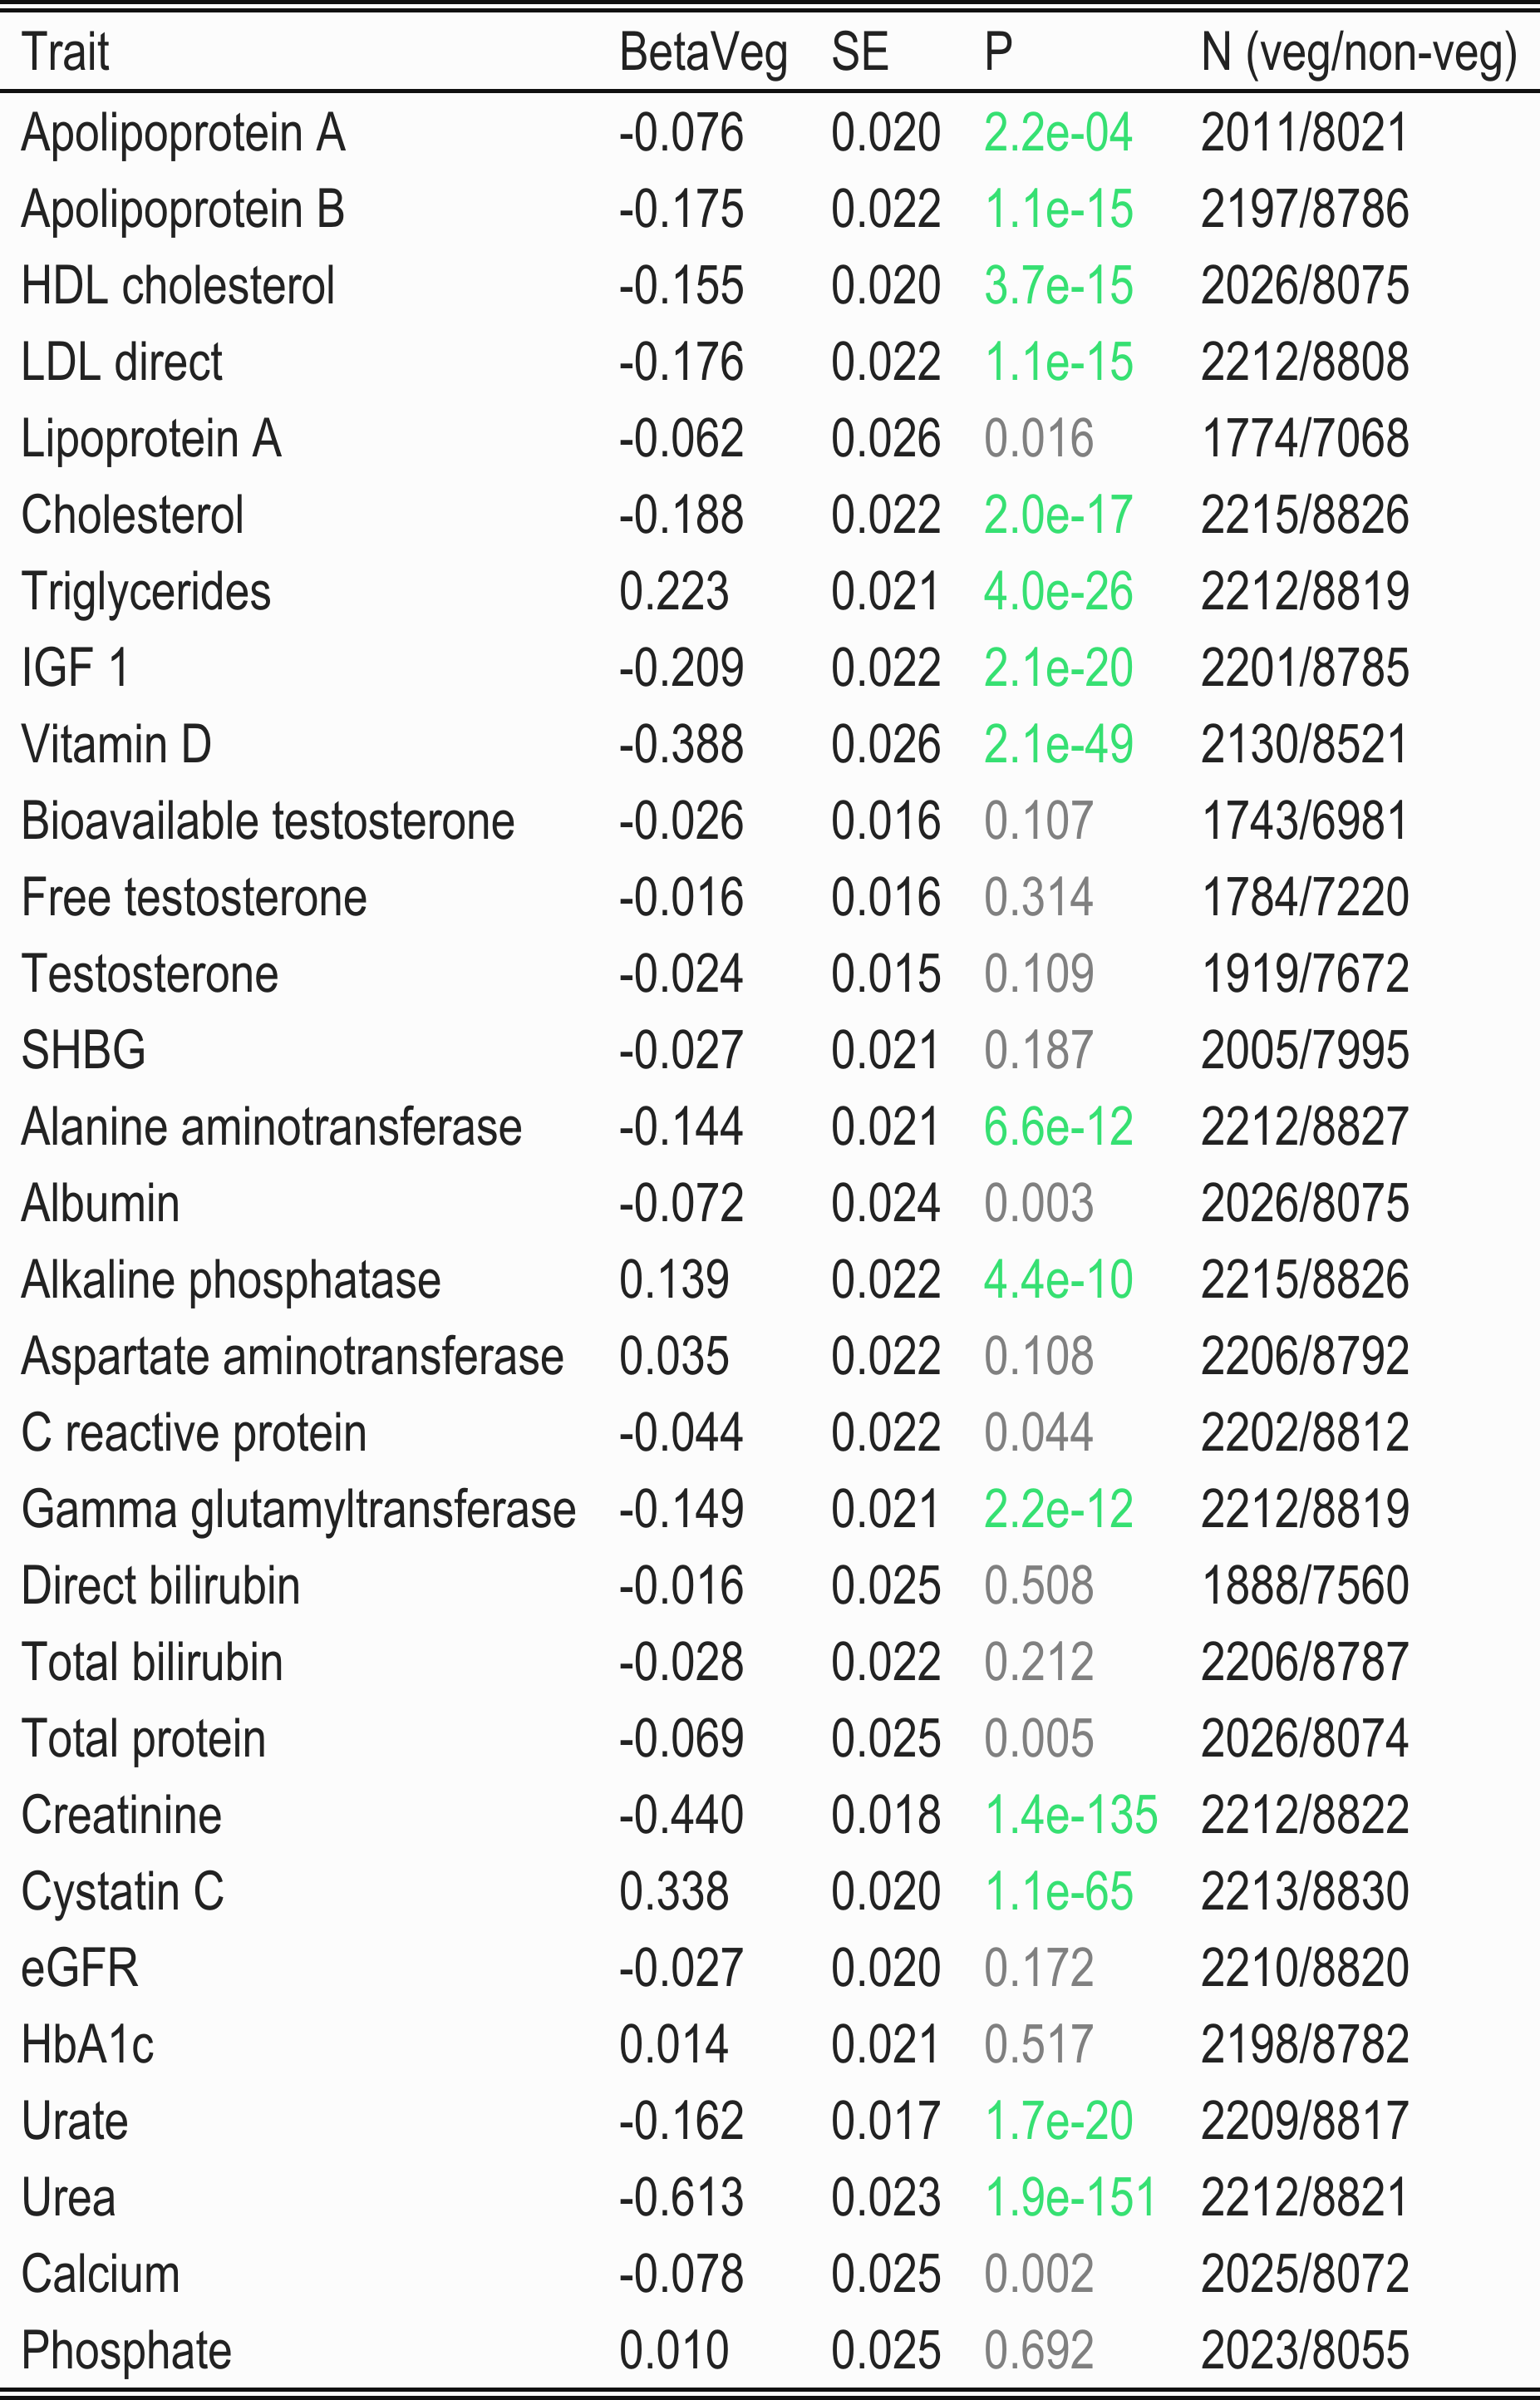 Trait BetaVeg SE P N (veg/non-veg)
Apolipoprotein A -0.076 0.020 2.2e-04 2011/8021
Apolipoprotein B -0.175 0.022 1.1e-15 2197/8786
HDL cholesterol -0.155 0.020 3.7e-15 2026/8075
LDL direct -0.176 0.022 1.1e-15 2212/8808
Lipoprotein A -0.062 0.026 0.016 1774/7068
Cholesterol -0.188 0.022 2.0e-17 2215/8826
Triglycerides 0.223 0.021 4.0e-26 2212/8819
IGF 1 -0.209 0.022 2.1e-20 2201/8785
Vitamin D -0.388 0.026 2.1e-49 2130/8521
Bioavailable testosterone -0.026 0.016 0.107 1743/6981
Free testosterone -0.016 0.016 0.314 1784/7220
Testosterone -0.024 0.015 0.109 1919/7672
SHBG -0.027 0.021 0.187 2005/7995
Alanine aminotransferase -0.144 0.021 6.6e-12 2212/8827
Albumin -0.072 0.024 0.003 2026/8075
Alkaline phosphatase 0.139 0.022 4.4e-10 2215/8826
Aspartate aminotransferase 0.035 0.022 0.108 2206/8792
C reactive protein -0.044 0.022 0.044 2202/8812
Gamma glutamyltransferase -0.149 0.021 2.2e-12 2212/8819
Direct bilirubin -0.016 0.025 0.508 1888/7560
Total bilirubin -0.028 0.022 0.212 2206/8787
Total protein -0.069 0.025 0.005 2026/8074
Creatinine -0.440 0.018 1.4e-135 2212/8822
Cystatin C 0.338 0.020 1.1e-65 2213/8830
eGFR -0.027 0.020 0.172 2210/8820
HbA1c 0.014 0.021 0.517 2198/8782
Urate -0.162 0.017 1.7e-20 2209/8817
Urea -0.613 0.023 1.9e-151 2212/8821
Calcium -0.078 0.025 0.002 2025/8072
Phosphate 0.010 0.025 0.692 2023/8055